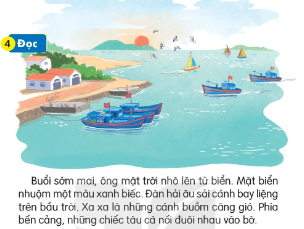 4 Đọc
Buổi sớm mai, ông mặt trời nhô lên từ biển. Mặt biển
nhuộm một màu xanh biếc. Đàn hải âu sải cánh bay liệng
trên bầu trời. Xa xa là những cánh buồm căng gió. Phía
bến cảng, những chiếc tàu cá nối đuôi nhau vào bờ.